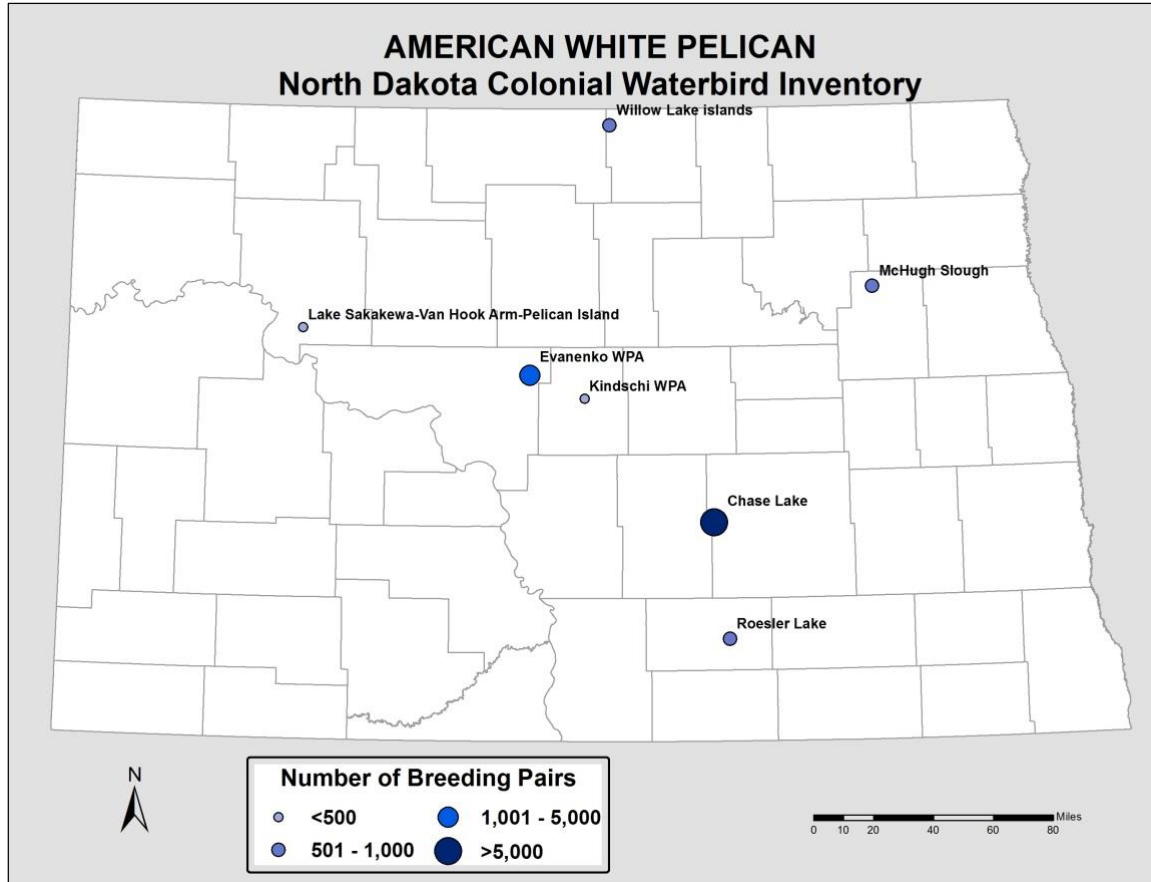 AMERICAN WHITE PELICAN
North Dakota Colonial Waterbird Inventory
Willow Lake islands
McHugh Slough
Lake Sakakewa-Van Hook Arm-Pelican Island
Evanenko WPA
Kindschi WPA
Chase Lake
Roesler Lake
N
Number of Breeding Pairs
<500
1,001 - 5,000
501 - 1,000
>5,000
Miles
0 10 20 40 60 80